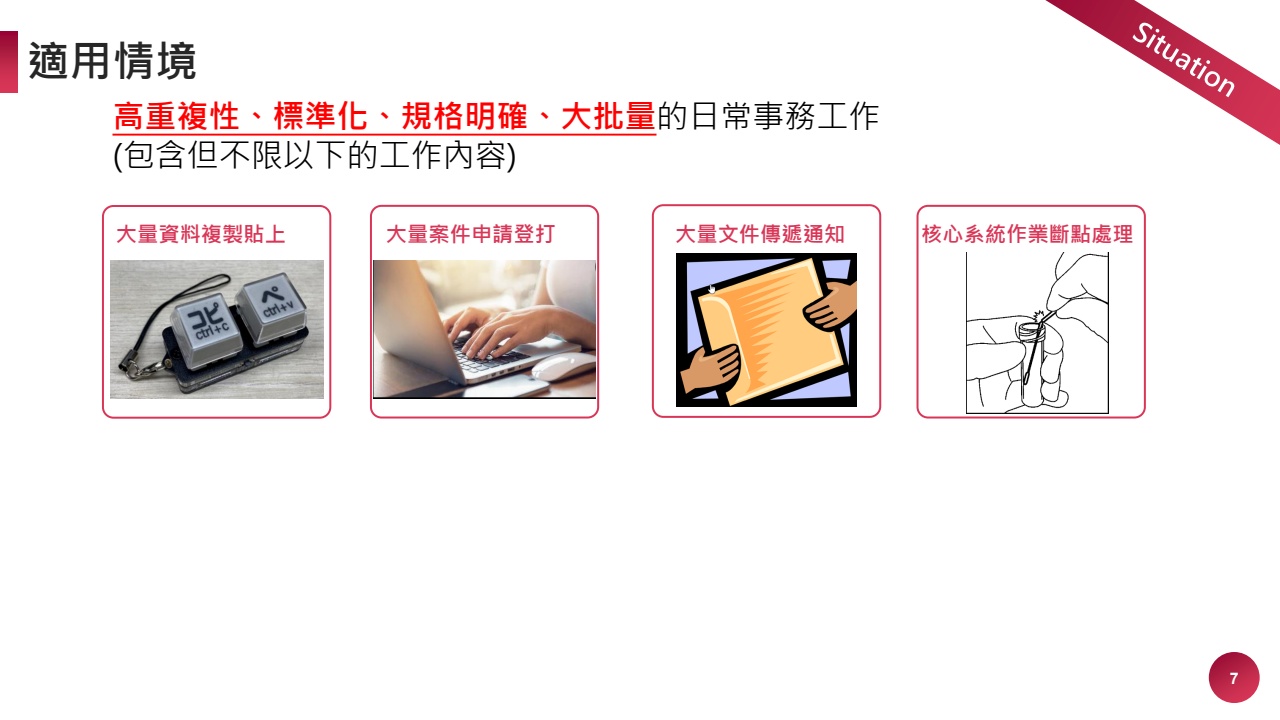 適用情境
Situation
高重複性、標準化、規格明確、大批量的日常事務工作
(包含但不限以下的工作內容)
大量資料複製貼上
大量案件申請登打
大量文件傳遞通知
核心系統作業斷點處理
コピ
ctrl+c
ペ
ctrl+v
7